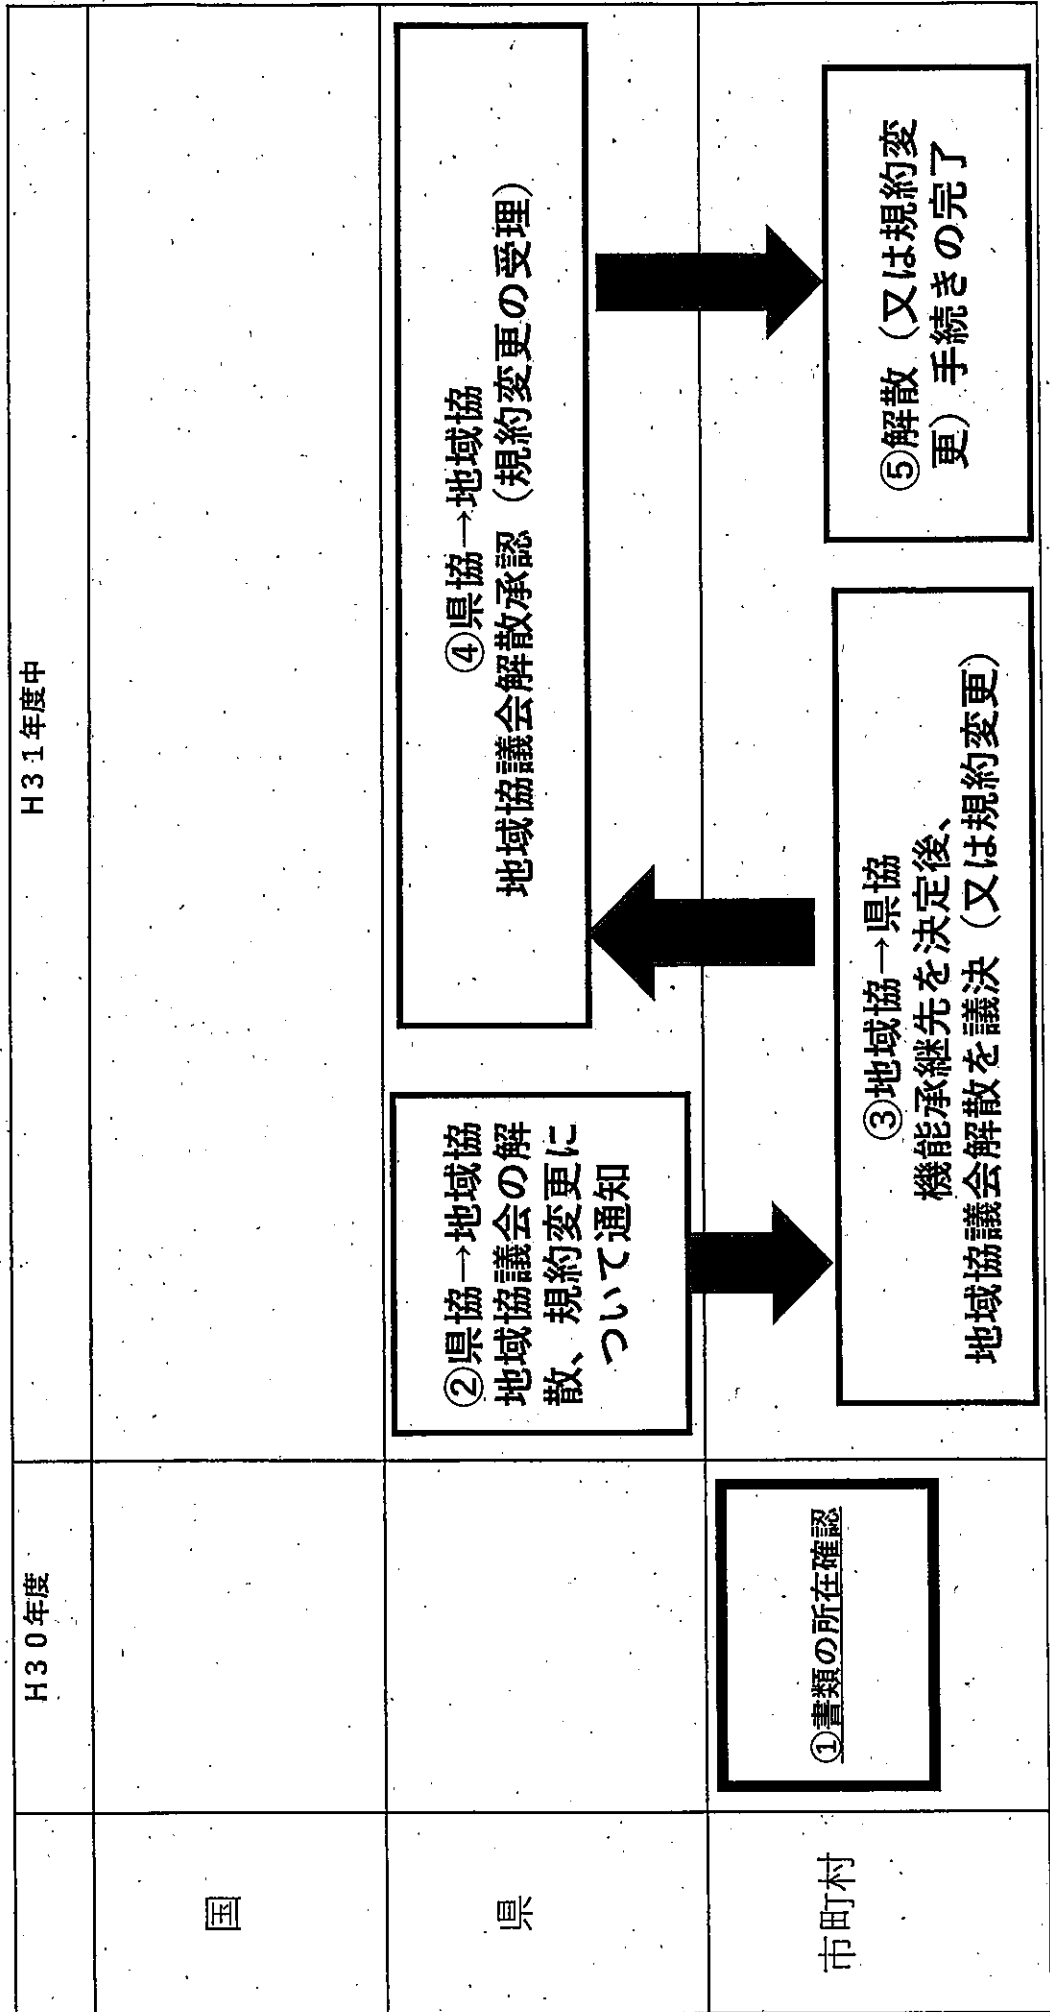 H30年度
H31年度中
国
県
②県協→地域協
地域協議会の解
散、規約変更に
ついて通知
④県協→地域協
地域協議会解散承認（規約変更の受理）
市町村
①書類の所在確認
③地域協→県協
機能承継先を決定後、
地域協議会解散を議決（又は規約変更）
⑤解散（又は規約変
更）手続きの完了